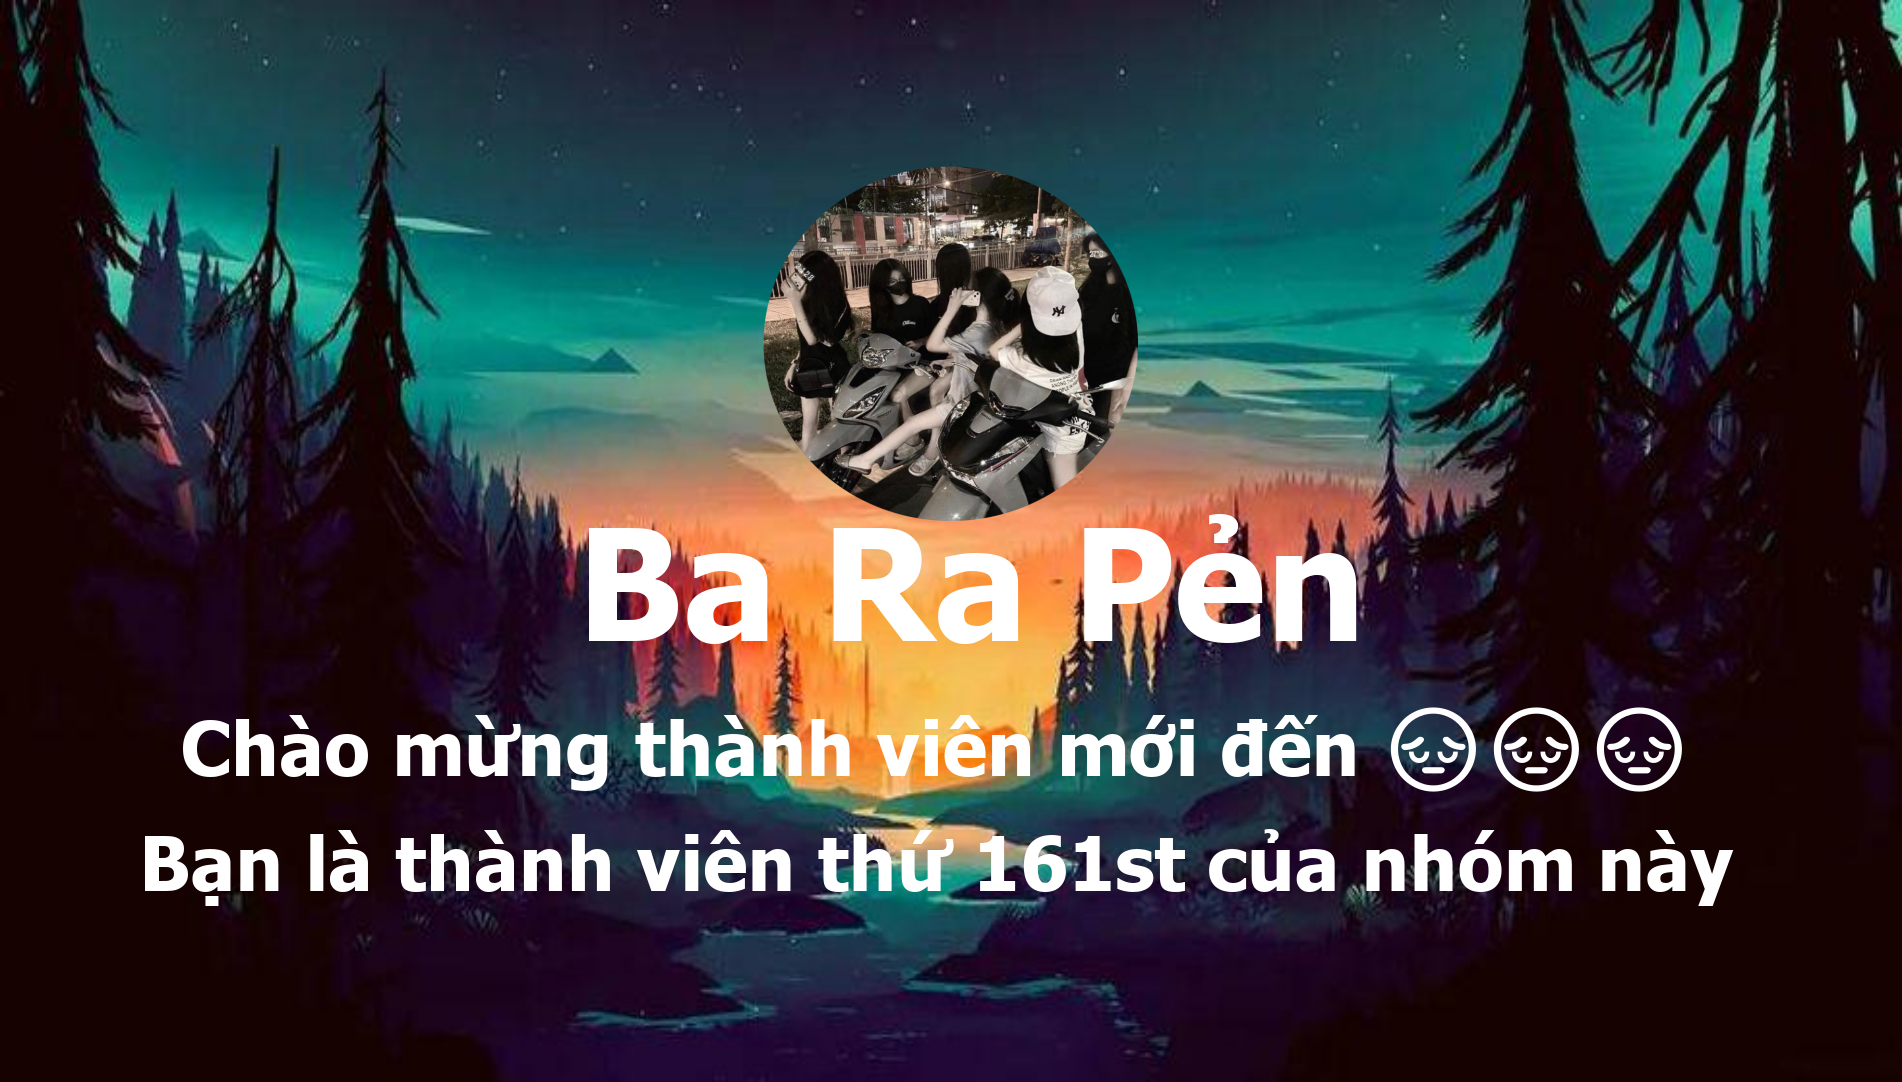 Ba Ra Pẻn
Chào mừng thành viên mới đến 😔😔😔
Bạn là thành viên thứ 161st của nhóm này